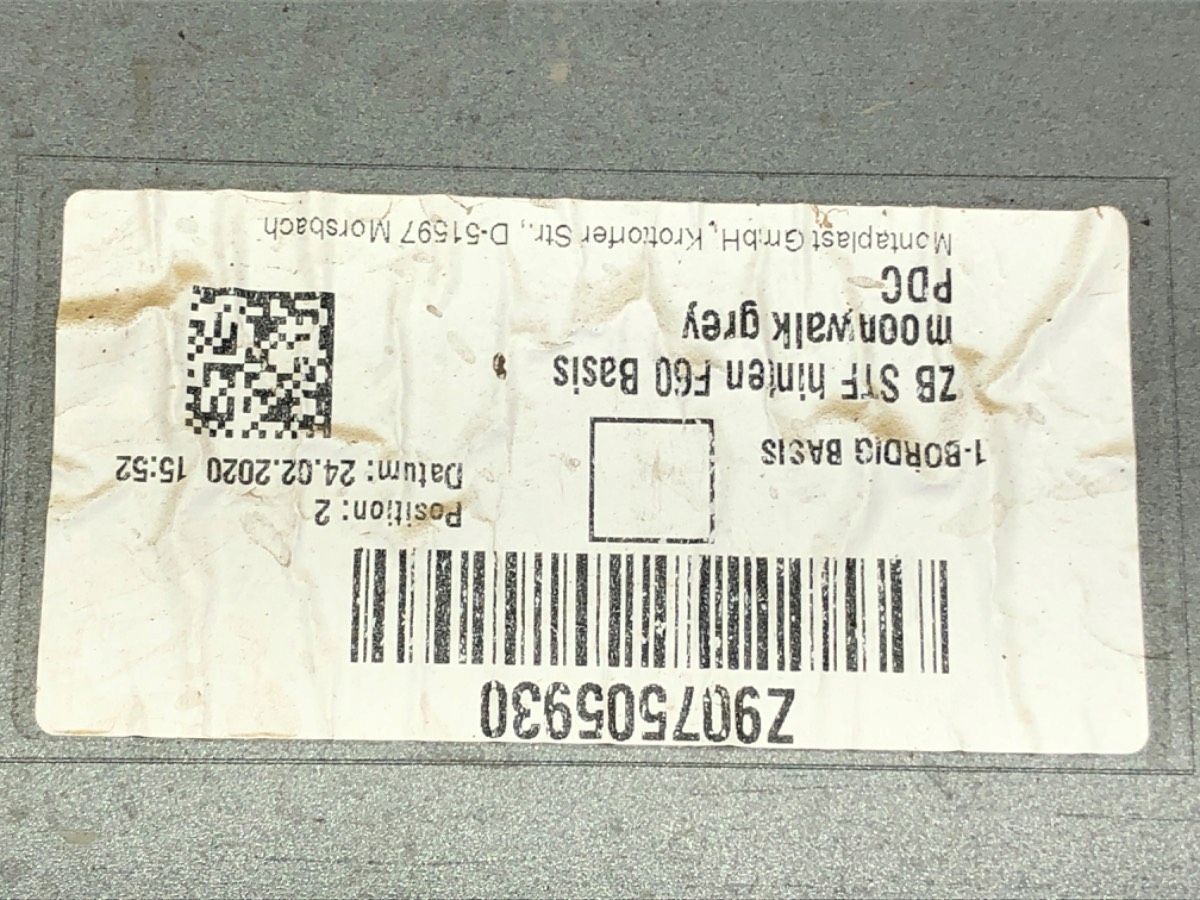 Z907505930
Position: 2
Datum: 24.02.2020 15:52
1-BÖRDIG BASIS
ZB STF hinten F60 Basis
moonwalk grey
PDC
Montaplast GmbH, Krottorfer Str., D-51597 Morsbach